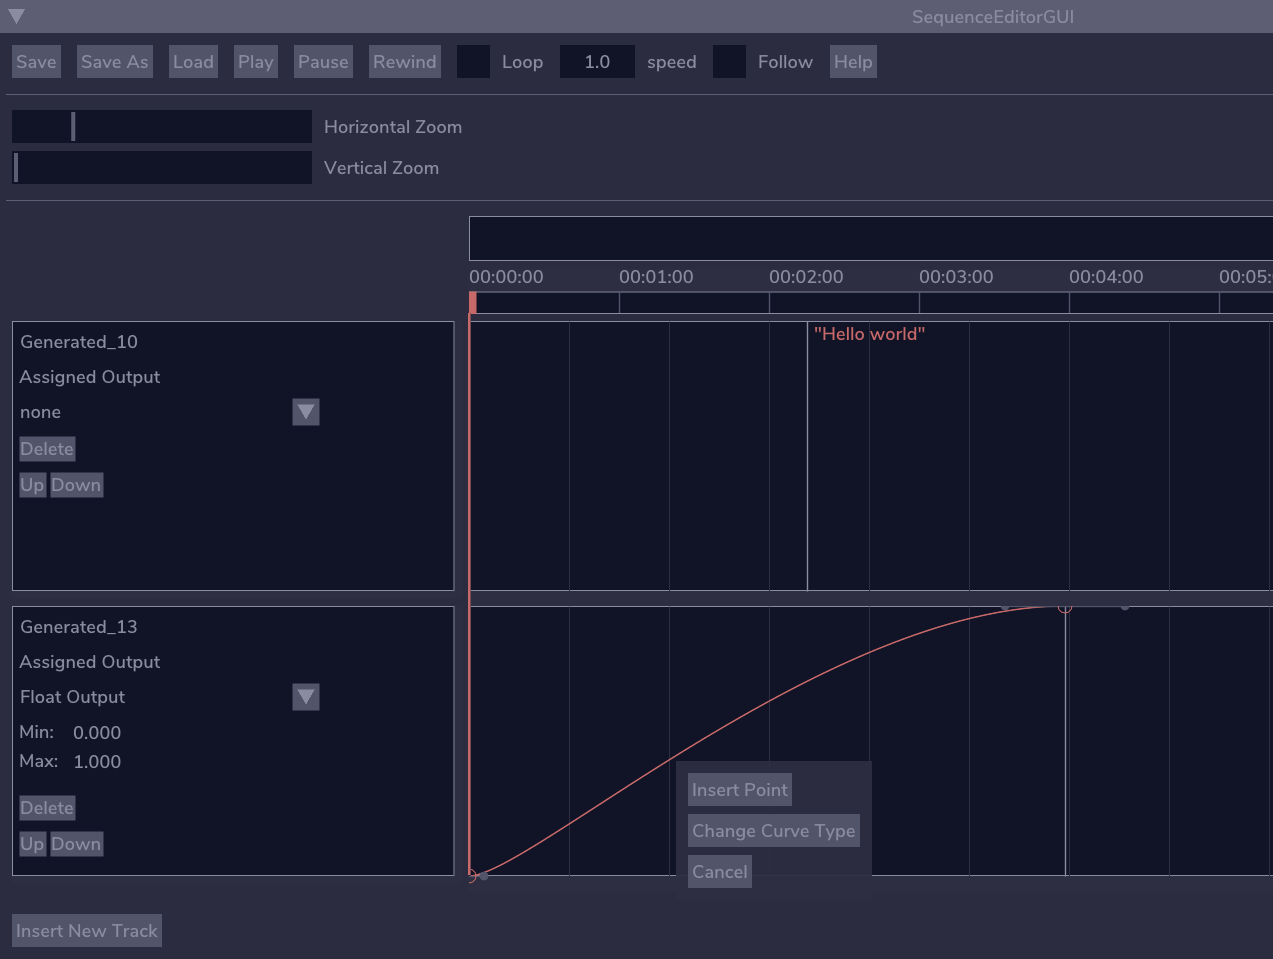 SequenceEditorGUI
Save Save As Load Play Pause Rewind Loop 1.0 speed Follow Help
Horizontal Zoom
Vertical Zoom
00:00:00 00:01:00 00:02:00 00:03:00 00:04:00 00:05:
Generated_10
"Hello world"
Assigned Output
none
Delete
Up Down
Generated_13
Assigned Output
Float Output
Min: 0.000
Max: 1.000
Insert Point
Delete
Change Curve Type
Up Down
Cancel
Insert New Track